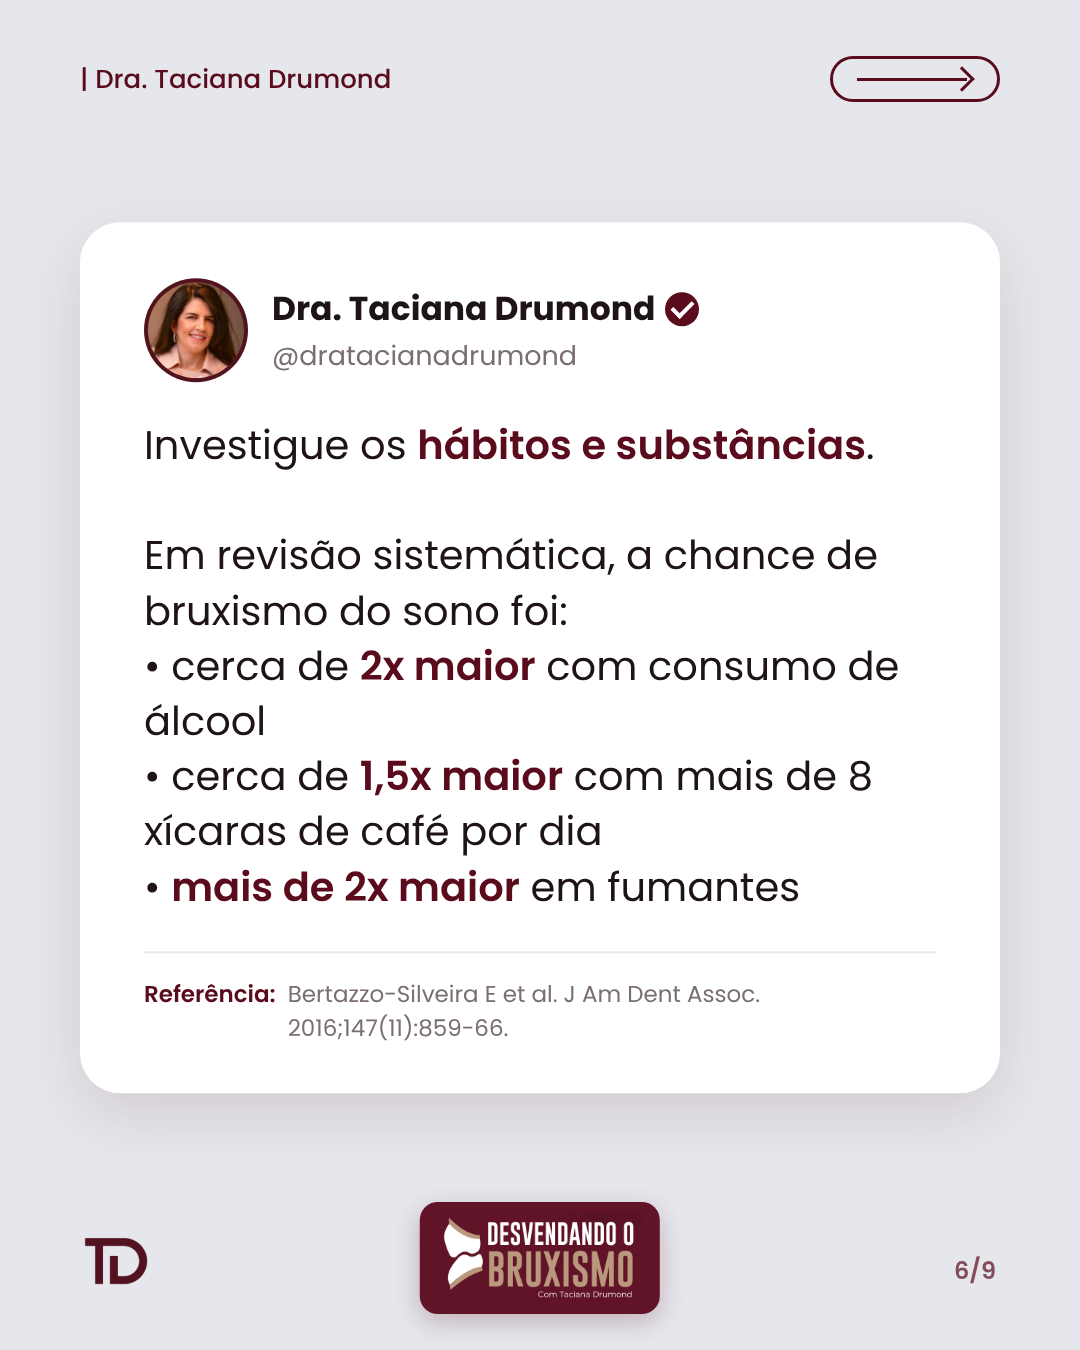 | Dra. Taciana Drumond
Dra. Taciana Drumond
@dratacianadrumond
Investigue os hábitos e substâncias.
Em revisão sistemática, a chance de
bruxismo do sono foi:
• cerca de 2x maior com consumo de
álcool
• cerca de 1,5x maior com mais de 8
xícaras de café por dia
• mais de 2x maior em fumantes
Referência: Bertazzo-Silveira E et al. J Am Dent Assoc.
2016;147(11):859-66.
TD
DESVENDANDO O
BRUXISMO
Com Taciana Drumond
6/9